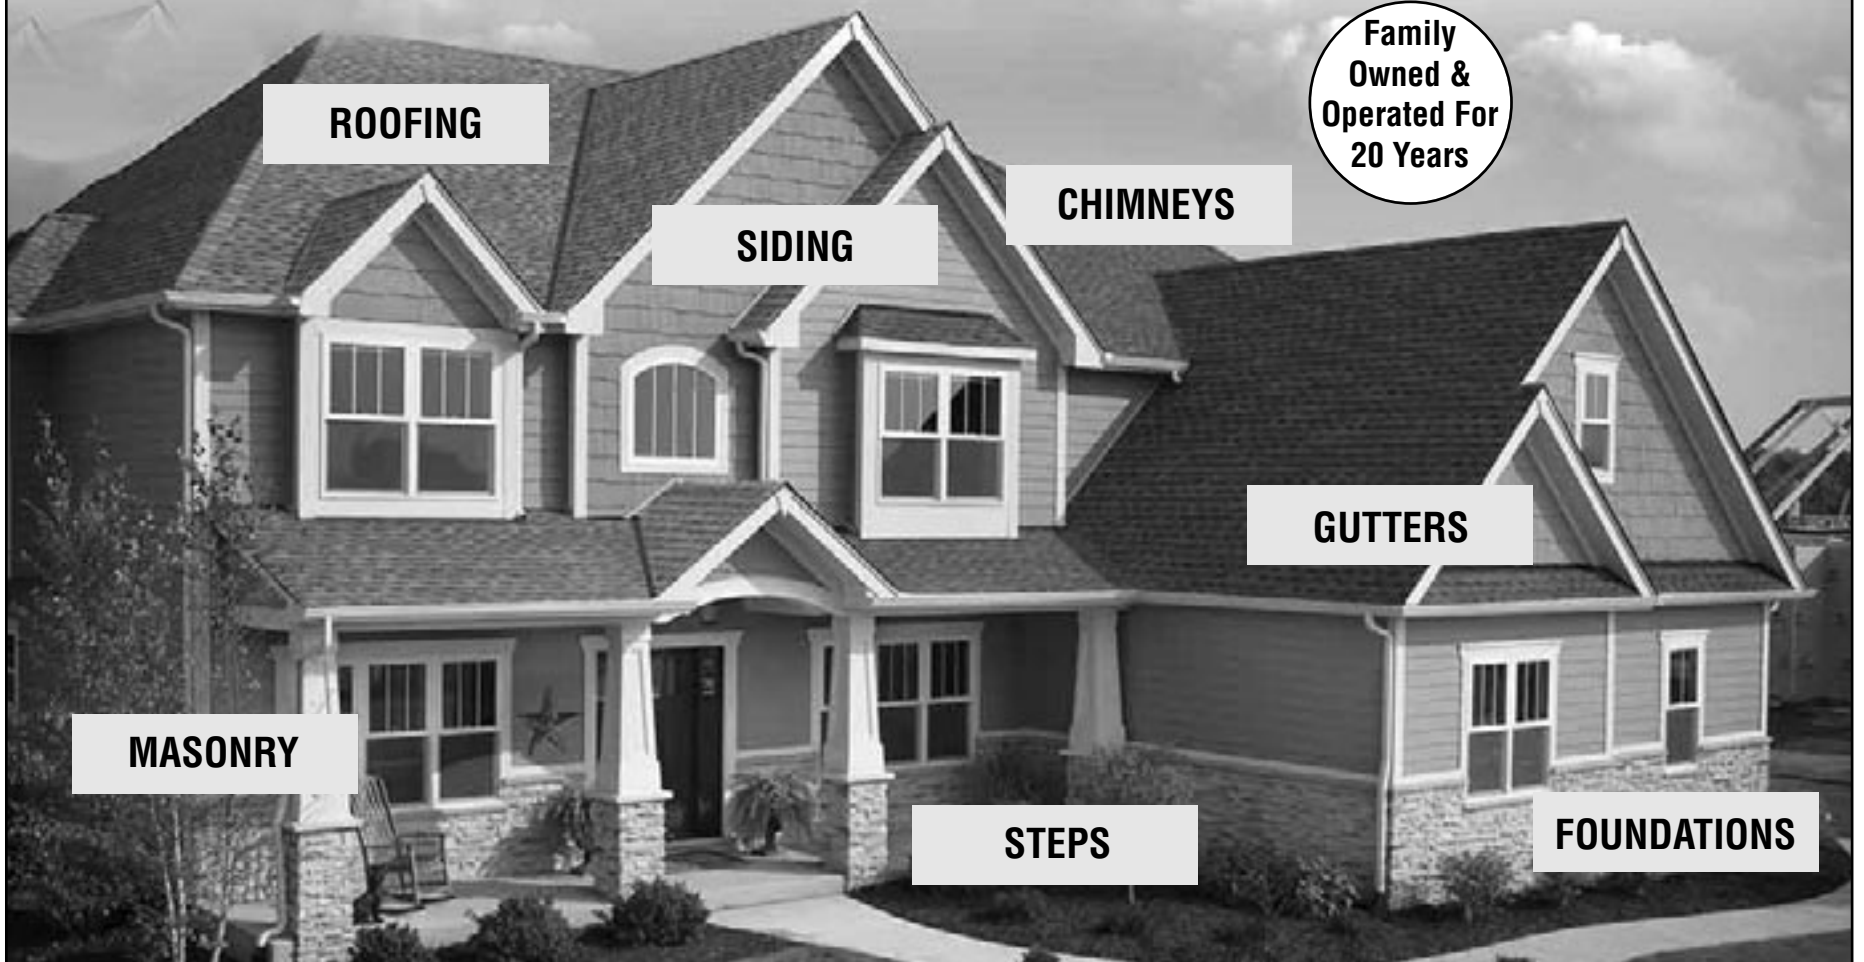 Family
Owned &
Operated For
20 Years
ROOFING
CHIMNEYS
SIDING
GUTTERS
MASONRY
STEPS
FOUNDATIONS